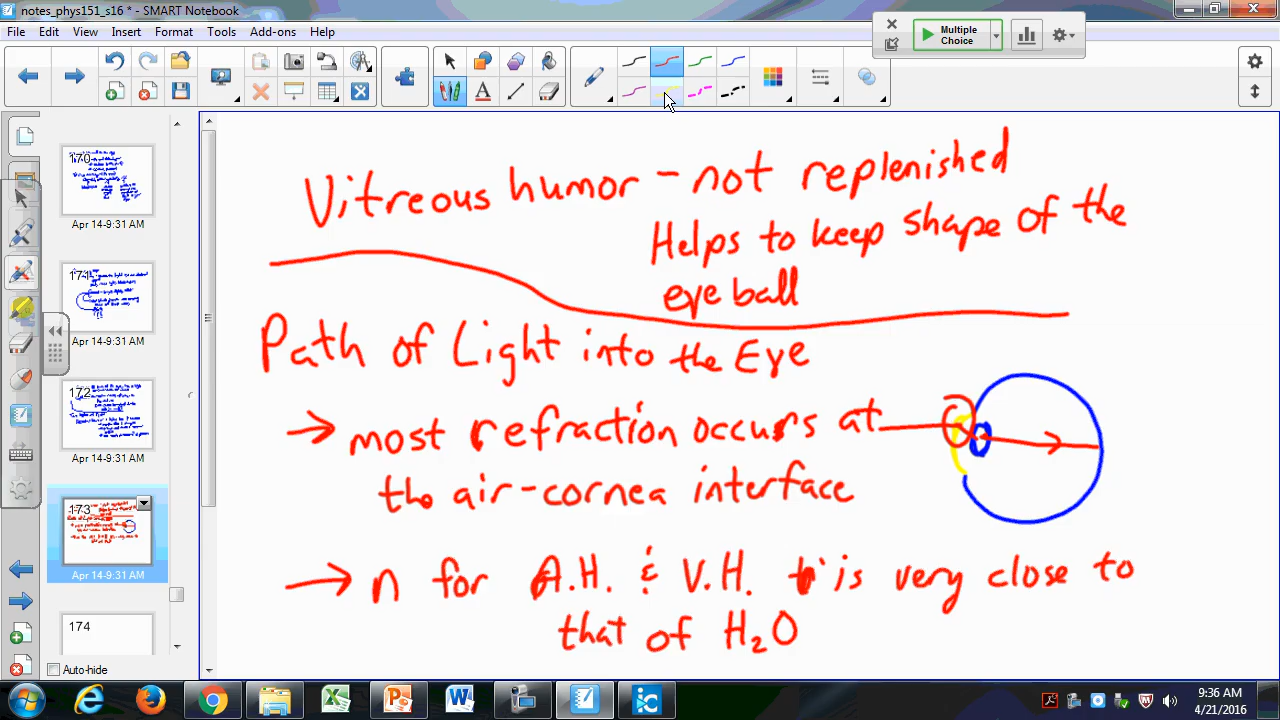 notes_phys151_s16 * - SMART Notebook
File Edit View Insert Format Tools Add-ons Help
Multiple
Choice
170
Apr 14-9:31 AM
171
Apr 14-9:31 AM
172
Apr 14-9:31 AM
173
Apr 14-9:31 AM
174
Auto-hide
Vitreous humor - not replenished
Helps to keep shape of the
eye ball
Path of Light into the Eye
→ most refraction occurs at
the air-cornea interface
→ n for A.H. & V.H. is very close to
that of H₂O
9:36 AM
4/21/2016